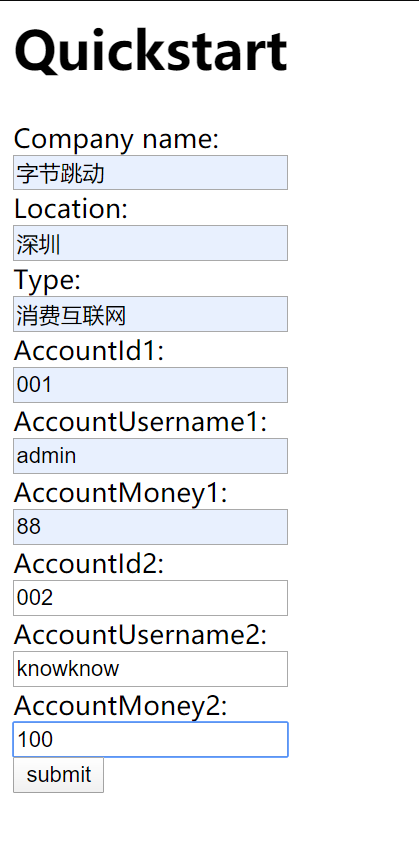 Quickstart
Company name:
字节跳动
Location:
深圳
Type:
消费互联网
AccountId1:
001
AccountUsername1:
admin
AccountMoney1:
88
AccountId2:
002
AccountUsername2:
knowknow
AccountMoney2:
100
submit